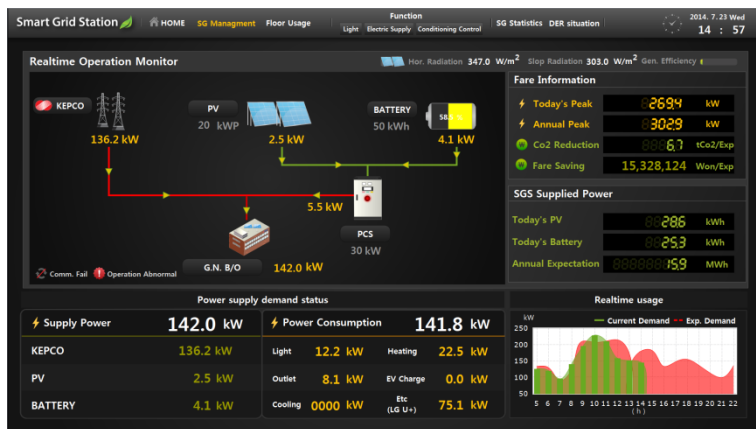 Smart Grid Station
HOME SG Managment Floor Usage
Function
Light Electric Supply Conditioning Control
SG Statistics DER situation
2014. 7. 23 Wed
14 : 57
Realtime Operation Monitor
Hor. Radiation 347.0 W/m² Slop Radiation 303.0 W/m² Gen. Efficiency
KEPCO
136.2 kW
PV
20 kWP
2.5 kW
BATTERY
50 kWh
4.1 kW
5.5 kW
PCS
30 kW
G.N. B/O
142.0 kW
Comm. Fail Operation Abnormal
Fare Information
Today's Peak 269.4 kW
Annual Peak 302.9 kW
Co2 Reduction 6.7 tCo2/Exp
Fare Saving 15,328,124 Won/Exp
SGS Supplied Power
Today's PV 28.6 kWh
Today's Battery 25.3 kWh
Annual Expectation 15.9 MWh
Power supply demand status
Supply Power 142.0 kW
KEPCO 136.2 kW
PV 2.5 kW
BATTERY 4.1 kW
Power Consumption 141.8 kW
Light 12.2 kW Heating 22.5 kW
Outlet 8.1 kW EV Charge 0.0 kW
Cooling 0000 kW Etc (LG U+) 75.1 kW
Realtime usage
kW
Current Demand Exp. Demand
250
200
150
100
50
5 6 7 8 9 10 11 12 13 14 15 16 17 18 19 20 21 22
( h )